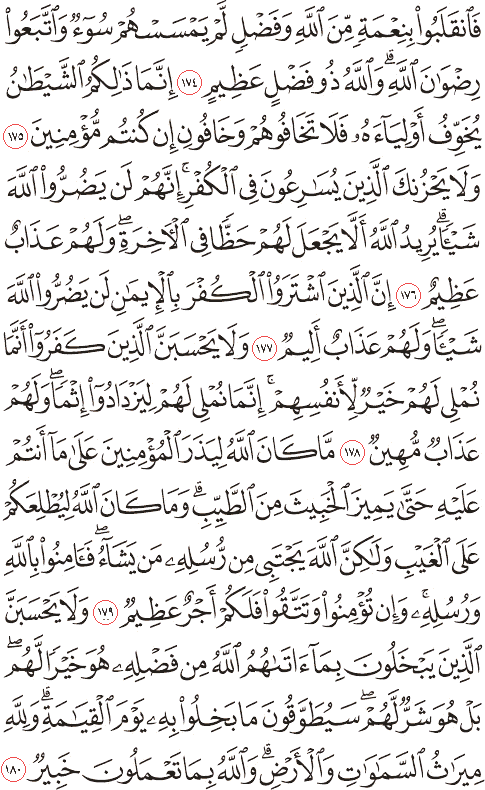 فَٱنقَلَبُوا۟ بِنِعْمَةٍ مِّنَ ٱللَّهِ وَفَضْلٍ لَّمْ يَمْسَسْهُمْ سُوٓءٌ وَٱتَّبَعُوا۟
رِضْوَٰنَ ٱللَّهِ ۗ وَٱللَّهُ ذُو فَضْلٍ عَظِيمٍ ١٧٤ إِنَّمَا ذَٰلِكُمُ ٱلشَّيْطَٰنُ
يُخَوِّفُ أَوْلِيَآءَهُۥ فَلَا تَخَافُوهُمْ وَخَافُونِ إِن كُنتُم مُّؤْمِنِينَ ١٧٥
وَلَا يَحْزُنكَ ٱلَّذِينَ يُسَٰرِعُونَ فِى ٱلْكُفْرِ ۚ إِنَّهُمْ لَن يَضُرُّوا۟ ٱللَّهَ
شَيْـًٔا ۗ يُرِيدُ ٱللَّهُ أَلَّا يَجْعَلَ لَهُمْ حَظًّا فِى ٱلْـَٔاخِرَةِ ۖ وَلَهُمْ عَذَابٌ
عَظِيمٌ ١٧٦ إِنَّ ٱلَّذِينَ ٱشْتَرَوُا۟ ٱلْكُفْرَ بِٱلْإِيمَٰنِ لَن يَضُرُّوا۟ ٱللَّهَ
شَيْـًٔا ۖ وَلَهُمْ عَذَابٌ أَلِيمٌ ١٧٧ وَلَا يَحْسَبَنَّ ٱلَّذِينَ كَفَرُوٓا۟ أَنَّمَا
نُمْلِى لَهُمْ خَيْرٌ لِّأَنفُسِهِمْ ۚ إِنَّمَا نُمْلِى لَهُمْ لِيَزْدَادُوٓا۟ إِثْمًا ۖ وَلَهُمْ
عَذَابٌ مُّهِينٌ ١٧٨ مَّا كَانَ ٱللَّهُ لِيَذَرَ ٱلْمُؤْمِنِينَ عَلَىٰ مَآ أَنتُمْ
عَلَيْهِ حَتَّىٰ يَمِيزَ ٱلْخَبِيثَ مِنَ ٱلطَّيِّبِ ۗ وَمَا كَانَ ٱللَّهُ لِيُطْلِعَكُمْ
عَلَى ٱلْغَيْبِ وَلَٰكِنَّ ٱللَّهَ يَجْتَبِى مِن رُّسُلِهِۦ مَن يَشَآءُ ۖ فَـَٔامِنُوا۟ بِٱللَّهِ
وَرُسُلِهِۦ ۚ وَإِن تُؤْمِنُوا۟ وَتَتَّقُوا۟ فَلَكُمْ أَجْرٌ عَظِيمٌ ١٧٩ وَلَا يَحْسَبَنَّ
ٱلَّذِينَ يَبْخَلُونَ بِمَآ ءَاتَىٰهُمُ ٱللَّهُ مِن فَضْلِهِۦ هُوَ خَيْرًا لَّهُم ۖ
بَلْ هُوَ شَرٌّ لَّهُمْ ۖ سَيُطَوَّقُونَ مَا بَخِلُوا۟ بِهِۦ يَوْمَ ٱلْقِيَٰمَةِ ۗ وَلِلَّهِ
مِيرَٰثُ ٱلسَّمَٰوَٰتِ وَٱلْأَرْضِ ۗ وَٱللَّهُ بِمَا تَعْمَلُونَ خَبِيرٌ ١٨٠